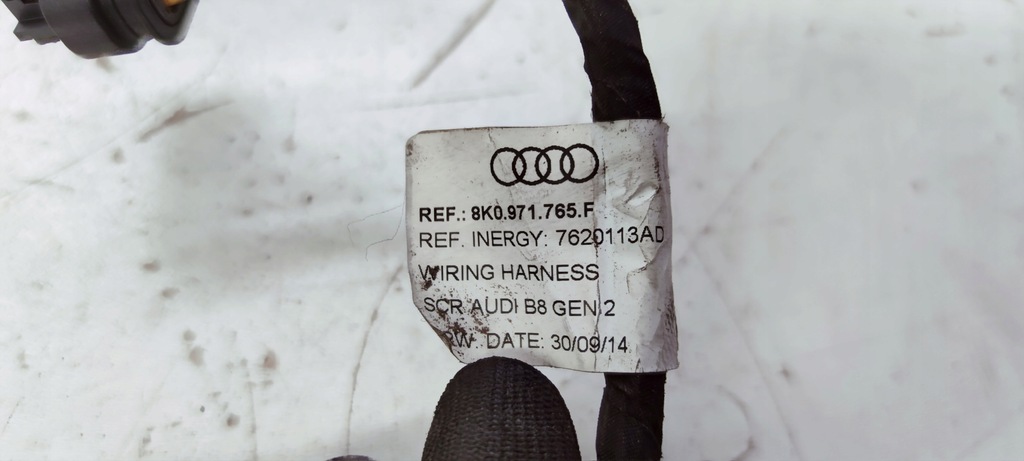 REF.: 8K0.971.765.F
REF. INERGY: 7620113AD
WIRING HARNESS
SCR AUDI B8 GEN 2
DATE: 30/09/14